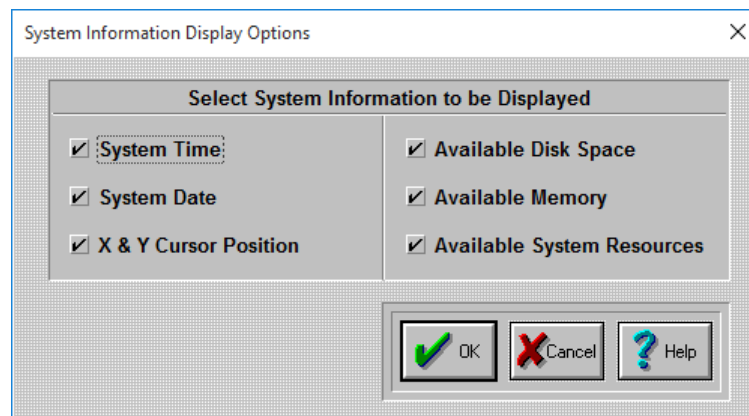 System Information Display Options
Select System Information to be Displayed
System Time
System Date
X & Y Cursor Position
Available Disk Space
Available Memory
Available System Resources
OK
Cancel
Help